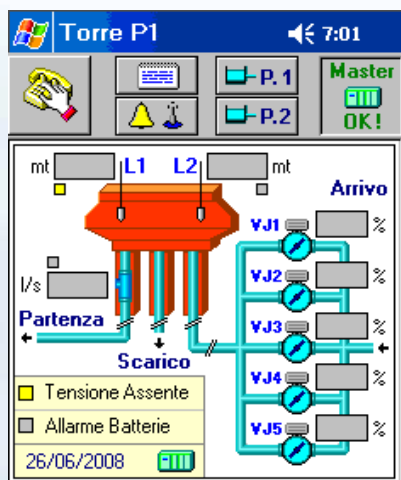 Torre P1 7:01
P.1
Master
P.2
OK!
mt L1 L2 mt
Arrivo
VJ1 %
l/s
VJ2 %
Partenza
VJ3 %
Scarico
VJ4 %
Tensione Assente
Allarme Batterie
VJ5 %
26/06/2008